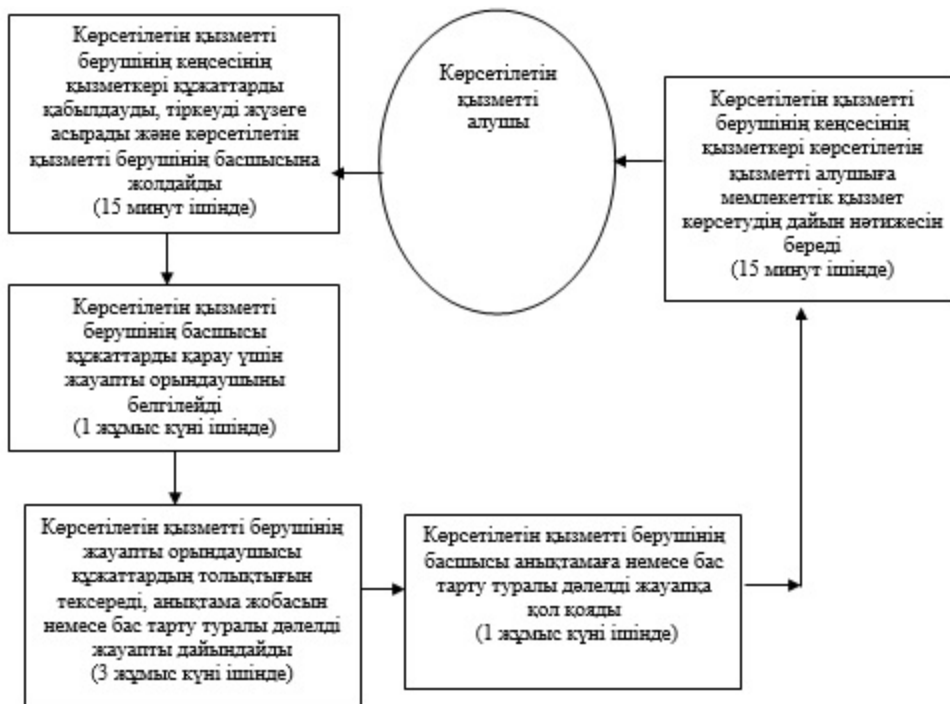 Көрсетілетін қызметті
берушінің кеңсесінің
қызметкері құжаттарды
қабылдауды, тіркеуді жүзеге
асырады және көрсетілетін
қызметті берушінің басшысына
жолдайды
(15 минут ішінде)
Көрсетілетін
қызметті
алушы
Көрсетілетін қызметті
берушінің кеңсесінің
қызметкері көрсетілетін
қызметті алушыға
мемлекеттік қызмет
көрсетудің дайын нәтижесін
береді
(15 минут ішінде)
Көрсетілетін қызметті
берушінің басшысы
құжаттарды қарау үшін
жауапты орындаушыны
белгілейді
(1 жұмыс күні ішінде)
Көрсетілетін қызметті берушінің
жауапты орындаушысы
құжаттардың толықтығын
тексереді, анықтама жобасын
немесе бас тарту туралы дәлелді
жауапты дайындайды
(3 жұмыс күні ішінде)
Көрсетілетін қызметті берушінің
басшысы анықтамаға немесе бас
тарту туралы дәлелді жауапқа
қол қояды
(1 жұмыс күні ішінде)